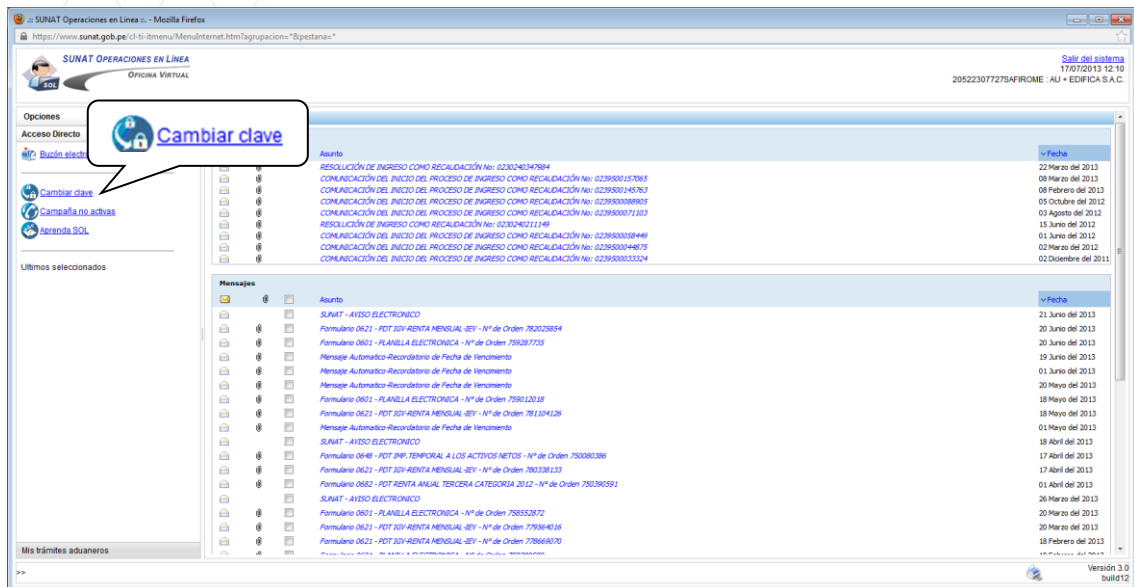 .:: SUNAT Operaciones en Linea ::. - Mozilla Firefox
https://www.sunat.gob.pe/cl-ti-itmenu/MenuInternet.htm?agrupacion=*&pestana=*
SUNAT OPERACIONES EN LÍNEA
OFICINA VIRTUAL
SOL
Salir del sistema
17/07/2013 12:10
20522307727SAFIROME : AU + EDIFICA S.A.C.
Opciones
Acceso Directo
Cambiar clave
Cambiar clave
Campaña no activas
Aprenda SOL
Ultimos seleccionados
Mis trámites aduaneros
Asunto Fecha
RESOLUCIÓN DE INGRESO COMO RECAUDACIÓN No: 0230240347984 22 Marzo del 2013
COMUNICACIÓN DEL INICIO DEL PROCESO DE INGRESO COMO RECAUDACIÓN No: 0239500157065 08 Marzo del 2013
COMUNICACIÓN DEL INICIO DEL PROCESO DE INGRESO COMO RECAUDACIÓN No: 0239500145763 08 Febrero del 2013
COMUNICACIÓN DEL INICIO DEL PROCESO DE INGRESO COMO RECAUDACIÓN No: 0239500088905 05 Octubre del 2012
COMUNICACIÓN DEL INICIO DEL PROCESO DE INGRESO COMO RECAUDACIÓN No: 0239500071103 03 Agosto del 2012
RESOLUCIÓN DE INGRESO COMO RECAUDACIÓN No: 0230240211149 15 Junio del 2012
COMUNICACIÓN DEL INICIO DEL PROCESO DE INGRESO COMO RECAUDACIÓN No: 0239500058449 01 Junio del 2012
COMUNICACIÓN DEL INICIO DEL PROCESO DE INGRESO COMO RECAUDACIÓN No: 0239500044875 02 Marzo del 2012
COMUNICACIÓN DEL INICIO DEL PROCESO DE INGRESO COMO RECAUDACIÓN No: 0239500033324 02 Diciembre del 2011
Mensajes
Asunto Fecha
SUNAT - AVISO ELECTRONICO 21 Junio del 2013
Formulario 0621 - PDT IGV-RENTA MENSUAL-IEV - Nº de Orden 782025854 20 Junio del 2013
Formulario 0601 - PLANILLA ELECTRONICA - Nº de Orden 759287735 20 Junio del 2013
Mensaje Automatico-Recordatorio de Fecha de Vencimiento 19 Junio del 2013
Mensaje Automatico-Recordatorio de Fecha de Vencimiento 01 Junio del 2013
Mensaje Automatico-Recordatorio de Fecha de Vencimiento 20 Mayo del 2013
Formulario 0601 - PLANILLA ELECTRONICA - Nº de Orden 759012018 18 Mayo del 2013
Formulario 0621 - PDT IGV-RENTA MENSUAL-IEV - Nº de Orden 781104126 18 Mayo del 2013
Mensaje Automatico-Recordatorio de Fecha de Vencimiento 01 Mayo del 2013
SUNAT - AVISO ELECTRONICO 18 Abril del 2013
Formulario 0648 - PDT IMP.TEMPORAL A LOS ACTIVOS NETOS - Nº de Orden 750080386 17 Abril del 2013
Formulario 0621 - PDT IGV-RENTA MENSUAL-IEV - Nº de Orden 780338133 17 Abril del 2013
Formulario 0682 - PDT RENTA ANUAL TERCERA CATEGORIA 2012 - Nº de Orden 750390591 01 Abril del 2013
SUNAT - AVISO ELECTRONICO 26 Marzo del 2013
Formulario 0601 - PLANILLA ELECTRONICA - Nº de Orden 758552872 20 Marzo del 2013
Formulario 0621 - PDT IGV-RENTA MENSUAL-IEV - Nº de Orden 779564016 20 Marzo del 2013
Formulario 0621 - PDT IGV-RENTA MENSUAL-IEV - Nº de Orden 778669070 18 Febrero del 2013
>>
Versión 3.0
build12